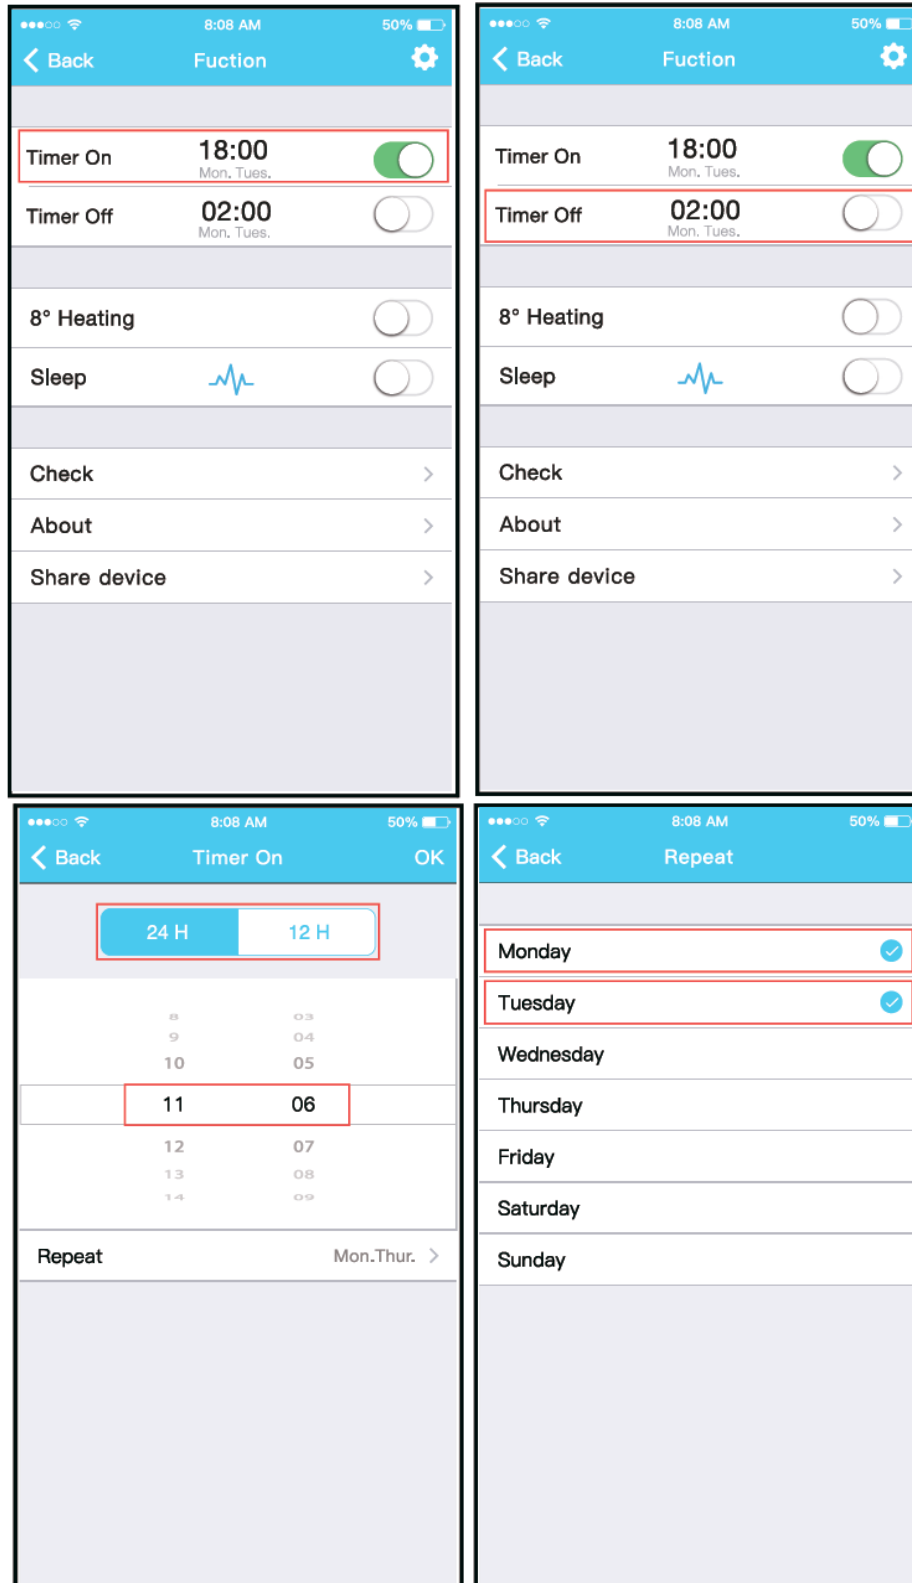 8:08 AM 50%
Back Fuction
Timer On 18:00
Mon. Tues.
Timer Off 02:00
Mon. Tues.
8° Heating
Sleep
Check
About
Share device
8:08 AM 50%
Back Fuction
Timer On 18:00
Mon. Tues.
Timer Off 02:00
Mon. Tues.
8° Heating
Sleep
Check
About
Share device
8:08 AM 50%
Back Timer On OK
24 H 12 H
8 03
9 04
10 05
11 06
12 07
13 08
14 09
Repeat Mon.Thur.
8:08 AM 50%
Back Repeat
Monday
Tuesday
Wednesday
Thursday
Friday
Saturday
Sunday